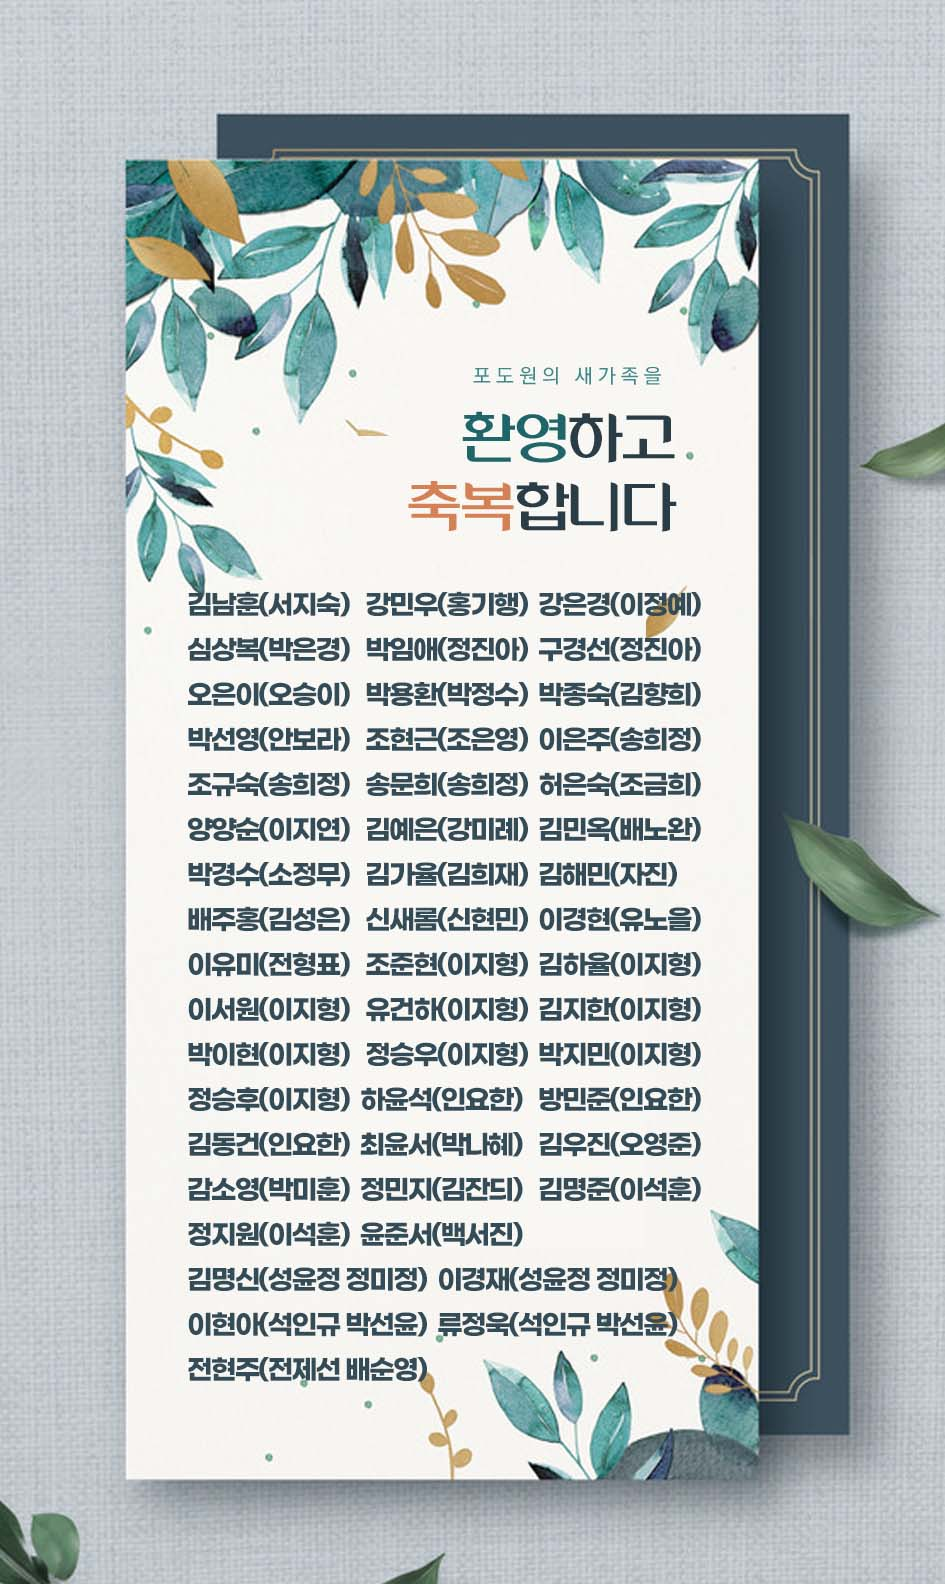 포도원의 새가족을
환영하고
축복합니다
김남훈(서지숙) 강민우(홍기행) 강은경(이정예)
심상복(박은경) 박임애(정진아) 구경선(정진아)
오은이(오승이) 박용환(박정수) 박종숙(김향희)
박선영(안보라) 조현근(조은영) 이은주(송희정)
조규숙(송희정) 송문희(송희정) 허은숙(조금희)
양양순(이지연) 김예은(강미례) 김민옥(배노완)
박경수(소정무) 김가율(김희재) 김해민(자진)
배주홍(김성은) 신새롬(신현민) 이경현(유노을)
이유미(전형표) 조준현(이지형) 김하율(이지형)
이서원(이지형) 유건하(이지형) 김지한(이지형)
박이현(이지형) 정승우(이지형) 박지민(이지형)
정승후(이지형) 하윤석(인요한) 방민준(인요한)
김동건(인요한) 최윤서(박나혜) 김우진(오영준)
감소영(박미훈) 정민지(김잔듸) 김명준(이석훈)
정지원(이석훈) 윤준서(백서진)
김명신(성윤정 정미정) 이경재(성윤정 정미정)
이현아(석인규 박선윤) 류정욱(석인규 박선윤)
전현주(전제선 배순영)